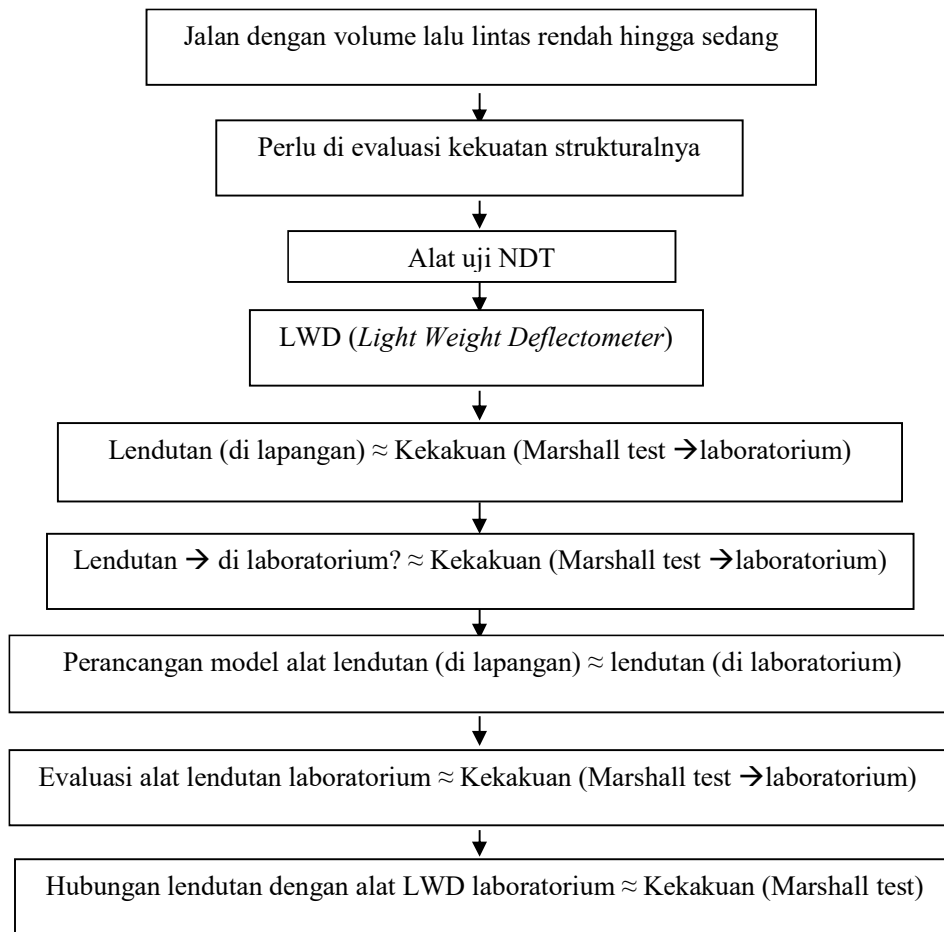 Jalan dengan volume lalu lintas rendah hingga sedang
Perlu di evaluasi kekuatan strukturalnya
Alat uji NDT
LWD (Light Weight Deflectometer)
Lendutan (di lapangan) ≈ Kekakuan (Marshall test →laboratorium)
Lendutan → di laboratorium? ≈ Kekakuan (Marshall test →laboratorium)
Perancangan model alat lendutan (di lapangan) ≈ lendutan (di laboratorium)
Evaluasi alat lendutan laboratorium ≈ Kekakuan (Marshall test →laboratorium)
Hubungan lendutan dengan alat LWD laboratorium ≈ Kekakuan (Marshall test)